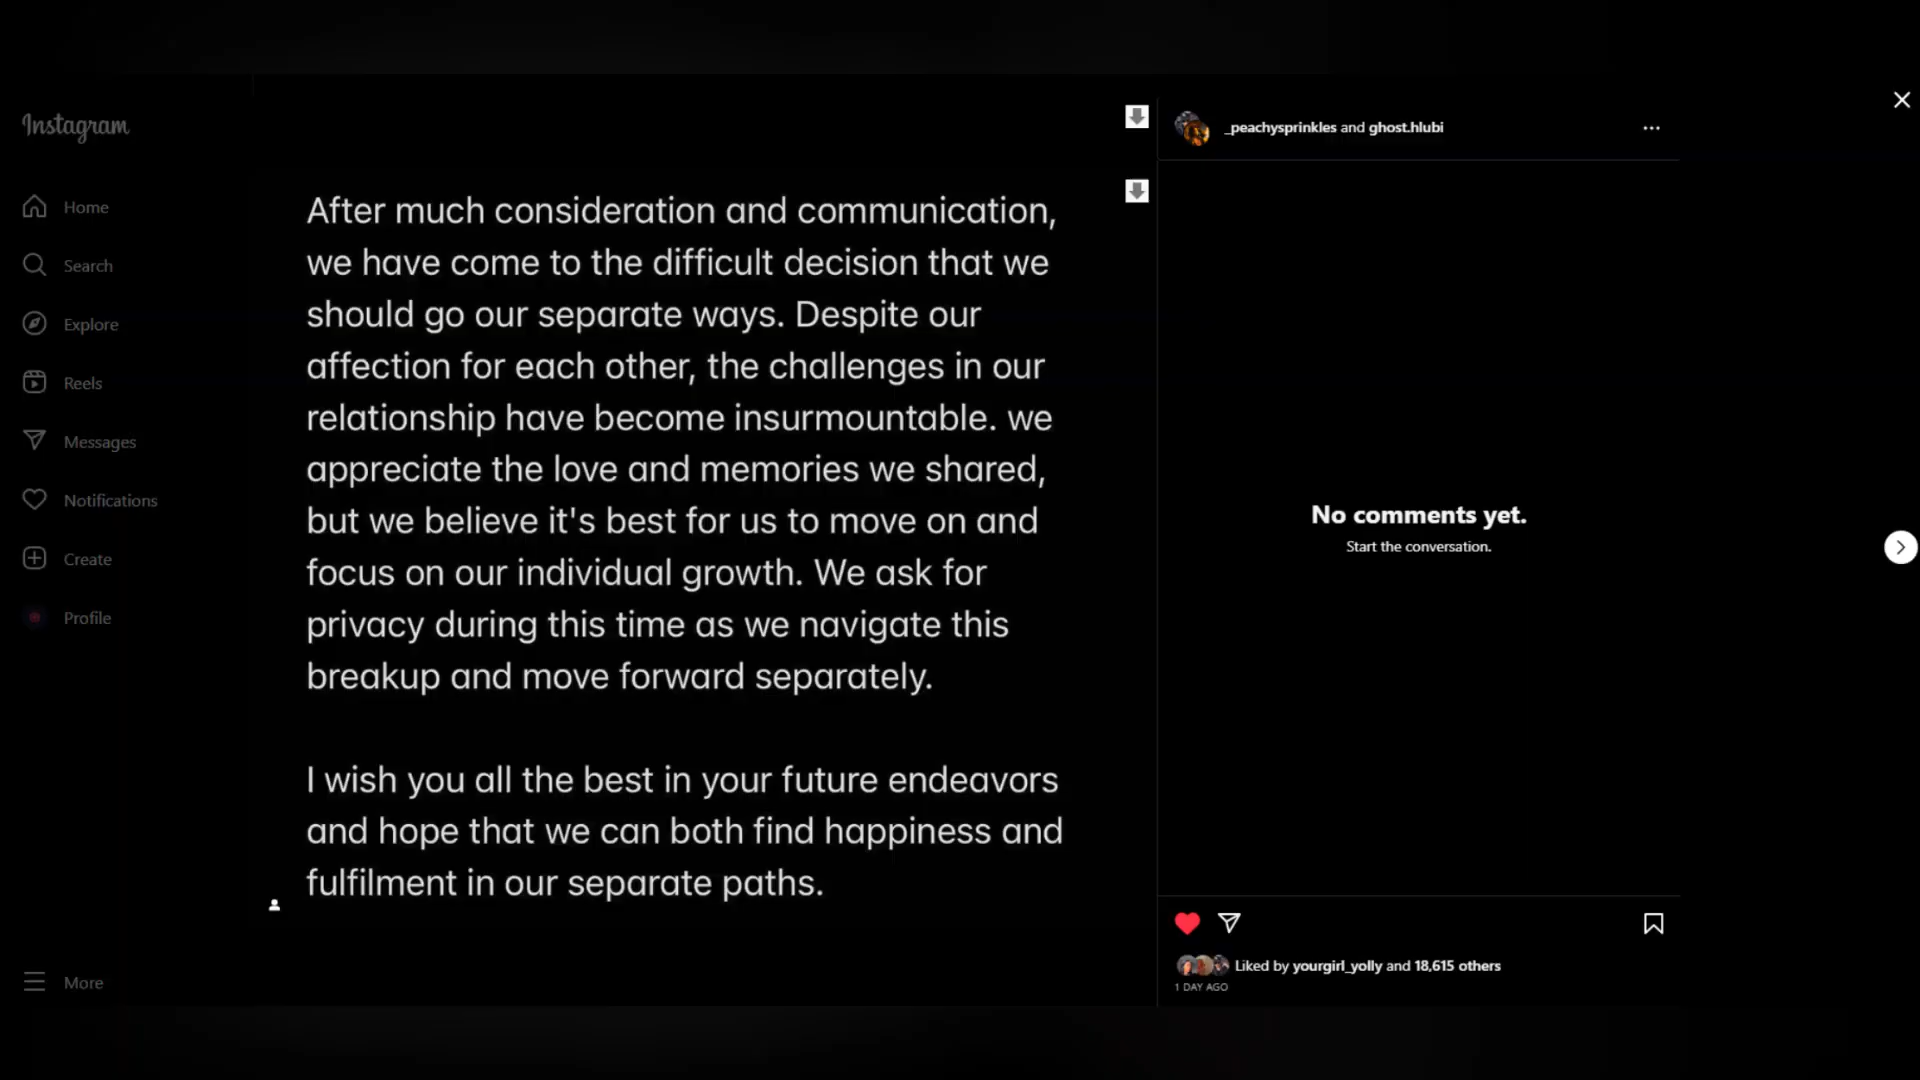 Instagram
Home
Search
Explore
Reels
Messages
Notifications
Create
Profile
More
After much consideration and communication,
we have come to the difficult decision that we
should go our separate ways. Despite our
affection for each other, the challenges in our
relationship have become insurmountable. we
appreciate the love and memories we shared,
but we believe it's best for us to move on and
focus on our individual growth. We ask for
privacy during this time as we navigate this
breakup and move forward separately.
I wish you all the best in your future endeavors
and hope that we can both find happiness and
fulfilment in our separate paths.
_peachysprinkles and ghost.hlubi
No comments yet.
Start the conversation.
Liked by yourgirl_yolly and 18,615 others
1 DAY AGO